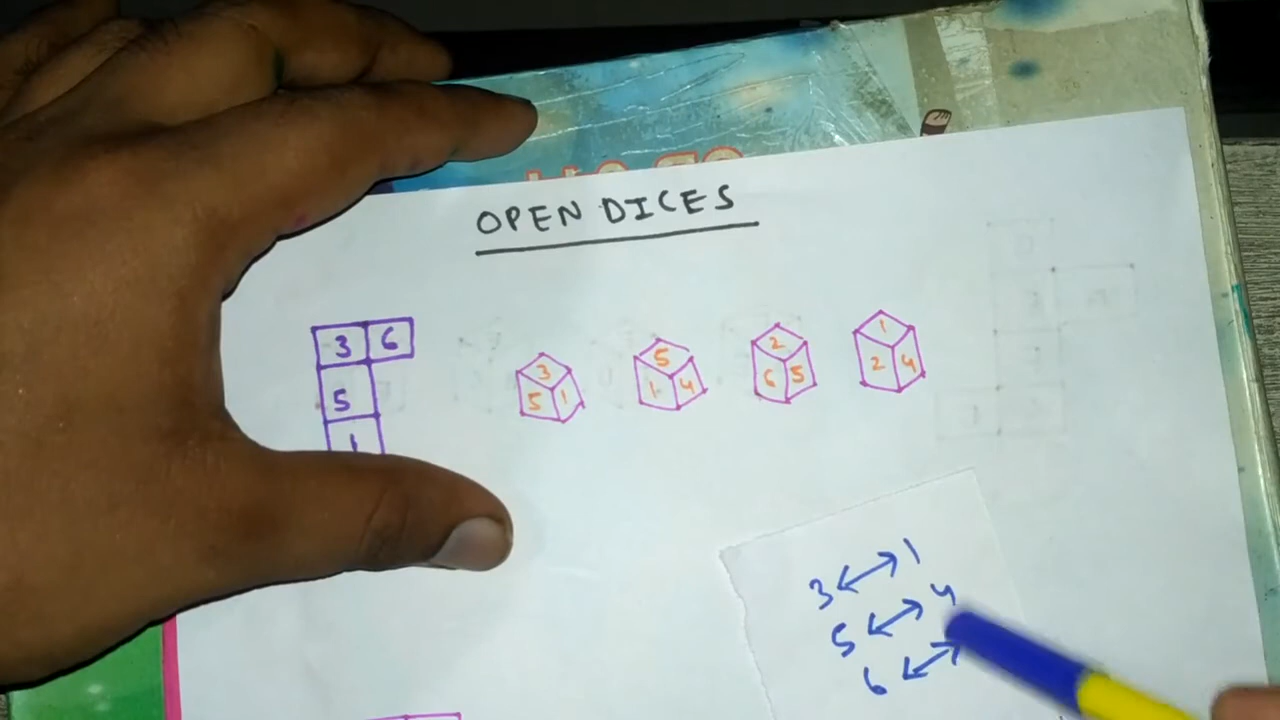 OPEN DICES
3 6
5
1
3 5 1
5 1 4
2 6 5
1 2 4
3 ↔ 1
5 ↔ 4
6 ↔